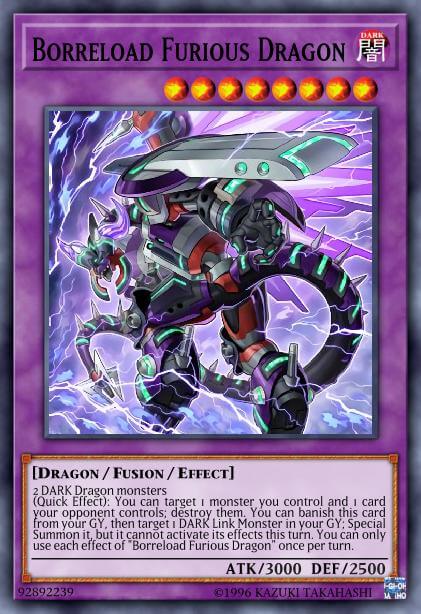 Borreload Furious Dragon
DARK
闇
[Dragon / Fusion / Effect]
2 DARK Dragon monsters
(Quick Effect): You can target 1 monster you control and 1 card
your opponent controls; destroy them. You can banish this card
from your GY, then target 1 DARK Link Monster in your GY; Special
Summon it, but it cannot activate its effects this turn. You can only
use each effect of "Borreload Furious Dragon" once per turn.
ATK/3000 DEF/2500
92892239
©1996 KAZUKI TAKAHASHI